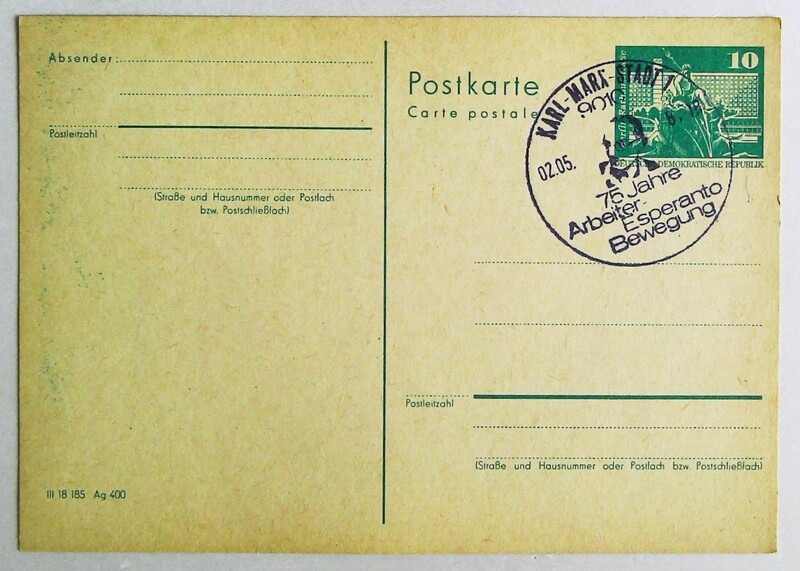 Absender:
Postleitzahl
(Straße und Hausnummer oder Postfach
bzw. Postschließfach)
III 18 185 Ag 400
Postkarte
Carte postale
10
DEUTSCHE DEMOKRATISCHE REPUBLIK
KARL-MARX-STADT 1
9010
02.05.
75 Jahre
Arbeiter-
Esperanto
Bewegung
Postleitzahl
(Straße und Hausnummer oder Postfach bzw. Postschließfach)